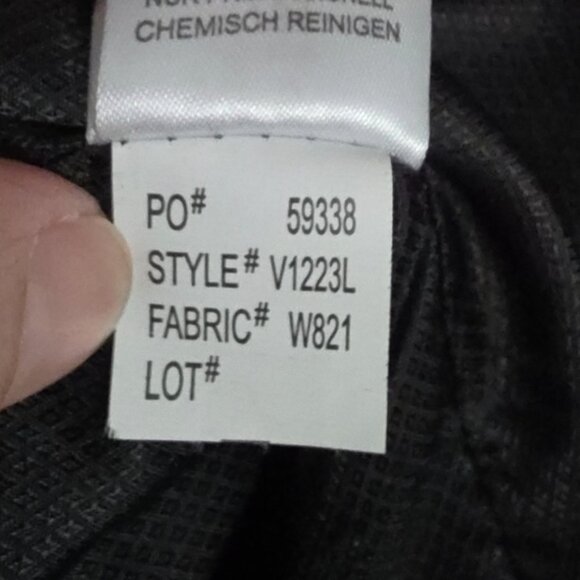 CHEMISCH REINIGEN
PO# 59338
STYLE# V1223L
FABRIC# W821
LOT#